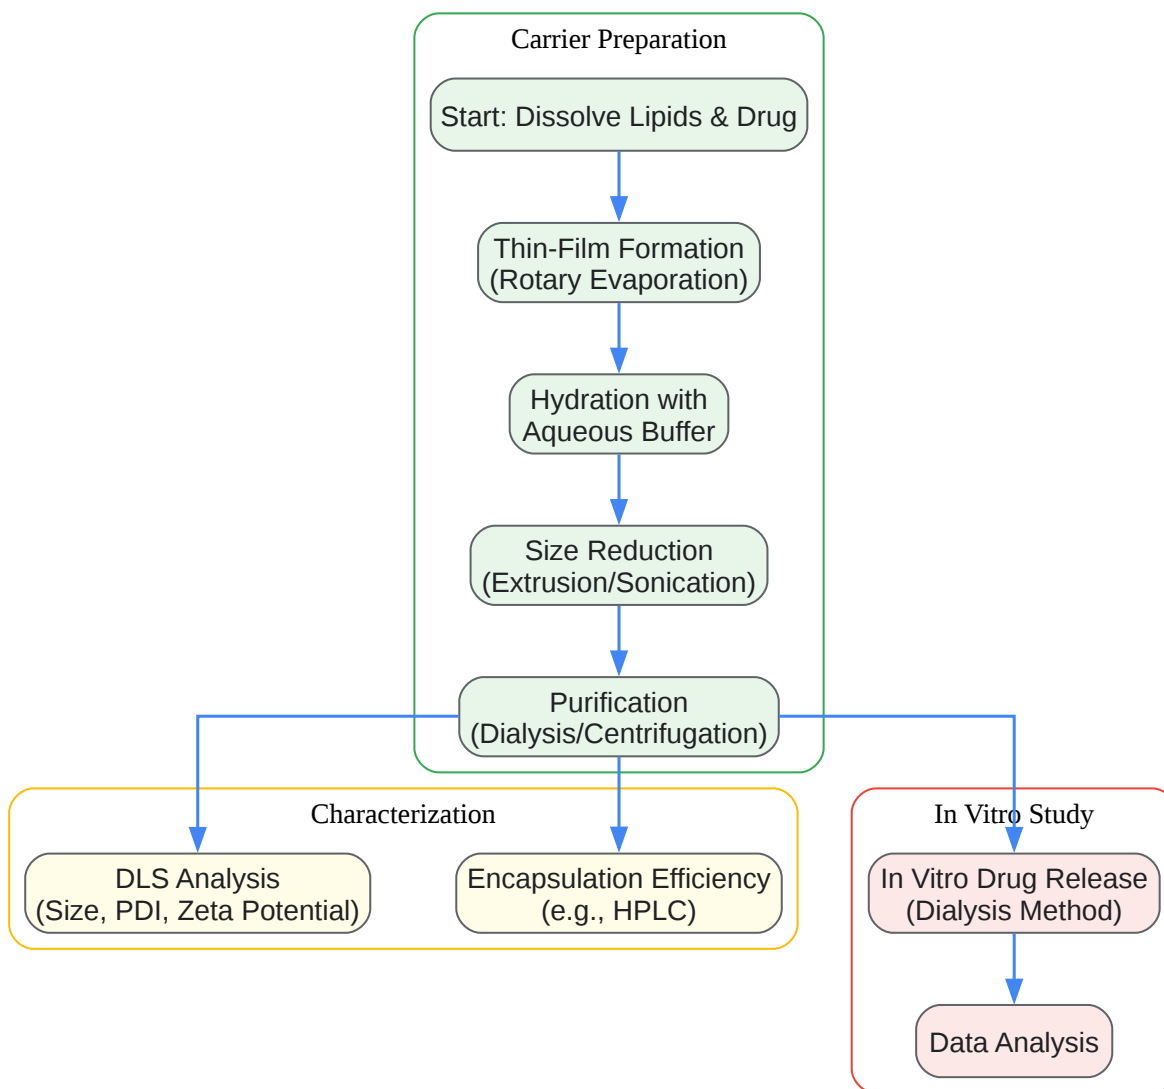 Carrier Preparation
Start: Dissolve Lipids & Drug
Thin-Film Formation
(Rotary Evaporation)
Hydration with
Aqueous Buffer
Size Reduction
(Extrusion/Sonication)
Purification
(Dialysis/Centrifugation)
Characterization
DLS Analysis
(Size, PDI, Zeta Potential)
Encapsulation Efficiency
(e.g., HPLC)
In Vitro Study
In Vitro Drug Release
(Dialysis Method)
Data Analysis